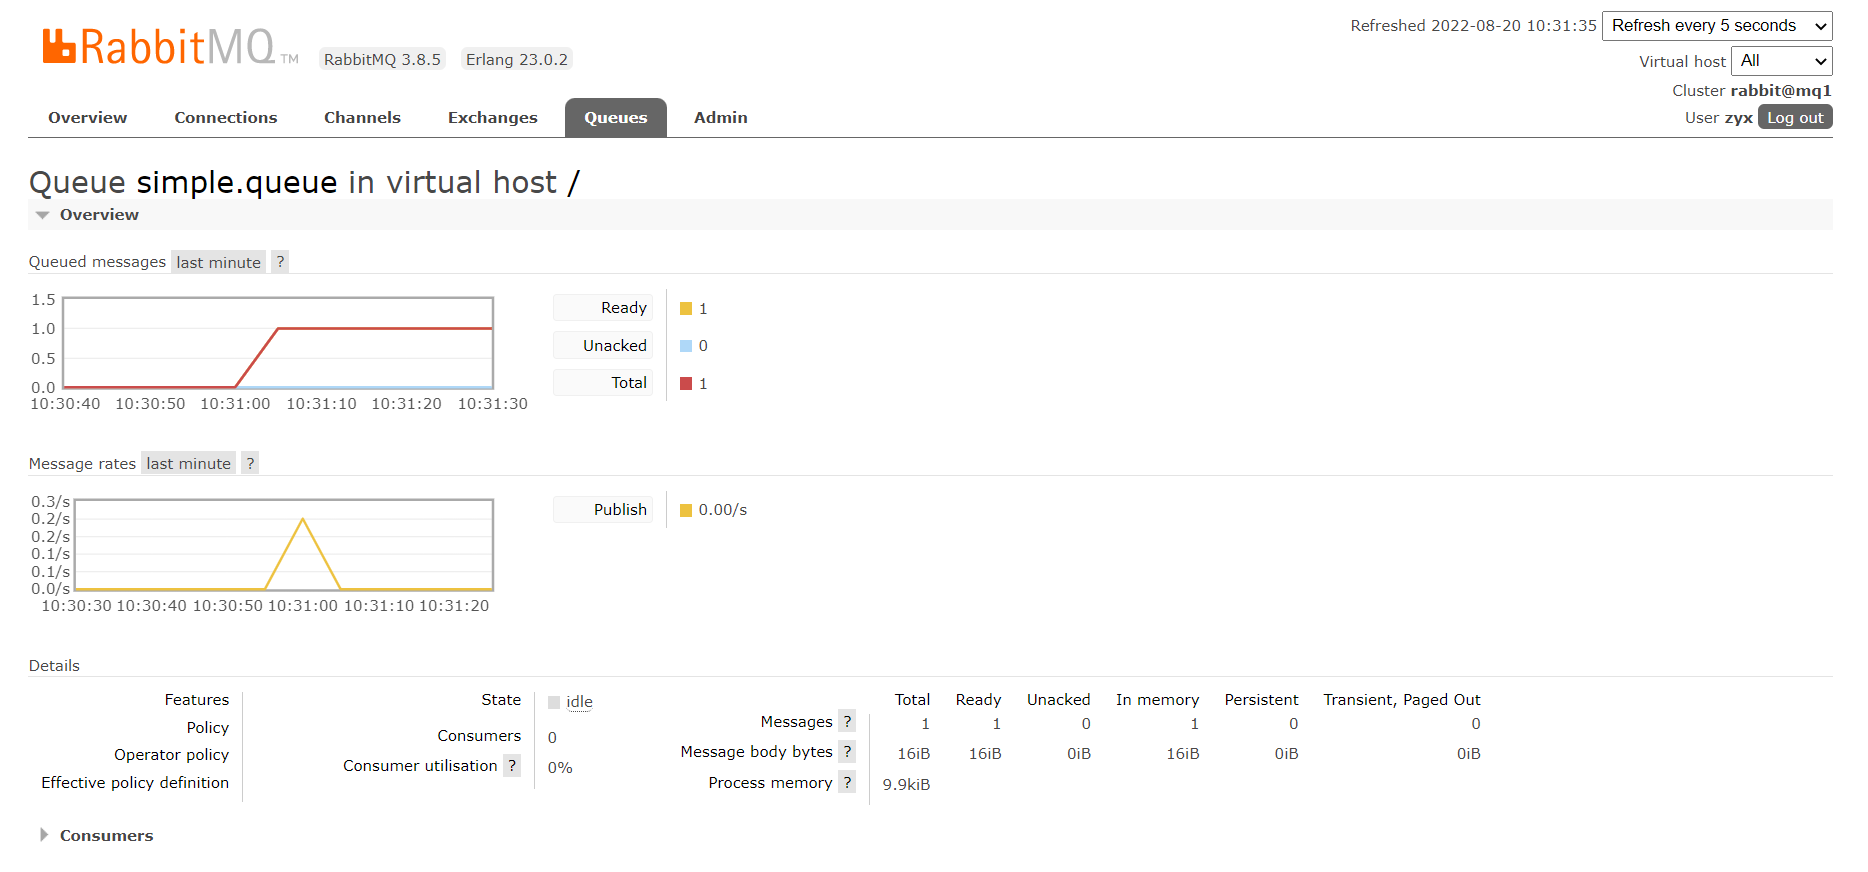 Refreshed 2022-08-20 10:31:35 Refresh every 5 seconds
RabbitMQ TM RabbitMQ 3.8.5 Erlang 23.0.2
Virtual host All
Cluster rabbit@mq1
User zyx Log out
Overview Connections Channels Exchanges Queues Admin
Queue simple.queue in virtual host /
Overview
Queued messages last minute ?
1.5
1.0
0.5
0.0
10:30:40 10:30:50 10:31:00 10:31:10 10:31:20 10:31:30
Ready 1
Unacked 0
Total 1
Message rates last minute ?
0.3/s
0.2/s
0.2/s
0.1/s
0.1/s
0.0/s
10:30:30 10:30:40 10:30:50 10:31:00 10:31:10 10:31:20
Publish 0.00/s
Details
Features
Policy
Operator policy
Effective policy definition
State idle
Consumers 0
Consumer utilisation ? 0%
Total Ready Unacked In memory Persistent Transient, Paged Out
Messages ? 1 1 0 1 0 0
Message body bytes ? 16iB 16iB 0iB 16iB 0iB 0iB
Process memory ? 9.9kiB
Consumers